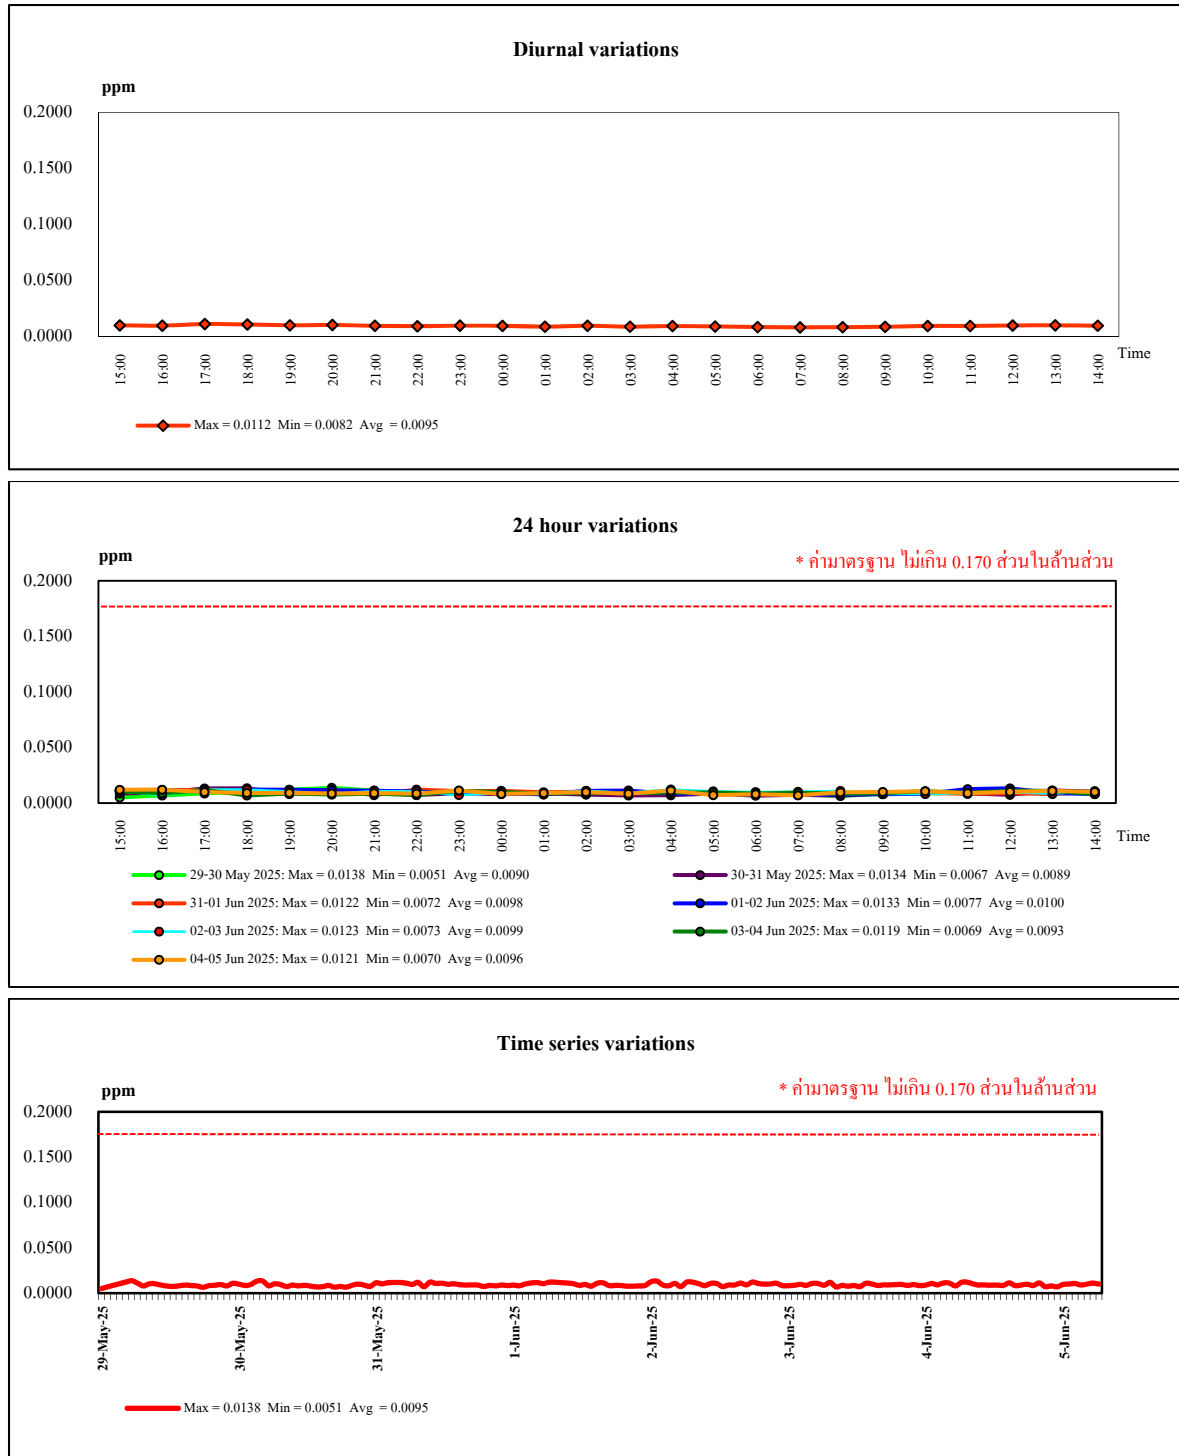 Diurnal variations
ppm
0.2000
0.1500
0.1000
0.0500
0.0000
Time
15:00 16:00 17:00 18:00 19:00 20:00 21:00 22:00 23:00 00:00 01:00 02:00 03:00 04:00 05:00 06:00 07:00 08:00 09:00 10:00 11:00 12:00 13:00 14:00
Max = 0.0112 Min = 0.0082 Avg = 0.0095
24 hour variations
ppm
* ค่ามาตรฐาน ไม่เกิน 0.170 ส่วนในล้านส่วน
0.2000
0.1500
0.1000
0.0500
0.0000
Time
15:00 16:00 17:00 18:00 19:00 20:00 21:00 22:00 23:00 00:00 01:00 02:00 03:00 04:00 05:00 06:00 07:00 08:00 09:00 10:00 11:00 12:00 13:00 14:00
29-30 May 2025: Max = 0.0138 Min = 0.0051 Avg = 0.0090
30-31 May 2025: Max = 0.0134 Min = 0.0067 Avg = 0.0089
31-01 Jun 2025: Max = 0.0122 Min = 0.0072 Avg = 0.0098
01-02 Jun 2025: Max = 0.0133 Min = 0.0077 Avg = 0.0100
02-03 Jun 2025: Max = 0.0123 Min = 0.0073 Avg = 0.0099
03-04 Jun 2025: Max = 0.0119 Min = 0.0069 Avg = 0.0093
04-05 Jun 2025: Max = 0.0121 Min = 0.0070 Avg = 0.0096
Time series variations
ppm
* ค่ามาตรฐาน ไม่เกิน 0.170 ส่วนในล้านส่วน
0.2000
0.1500
0.1000
0.0500
0.0000
29-May-25 30-May-25 31-May-25 1-Jun-25 2-Jun-25 3-Jun-25 4-Jun-25 5-Jun-25
Max = 0.0138 Min = 0.0051 Avg = 0.0095